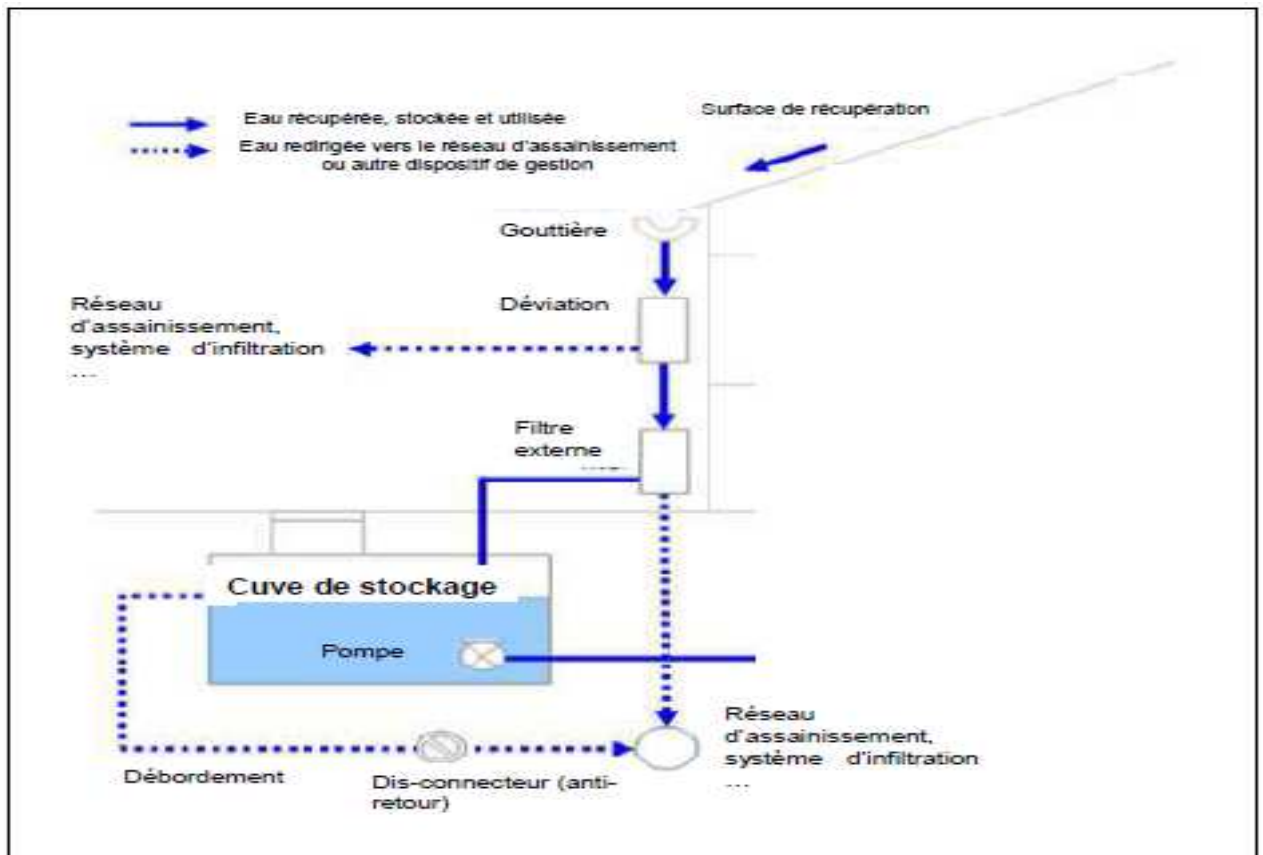 Eau récupérée, stockée et utilisée
Eau redirigée vers le réseau d'assainissement
ou autre dispositif de gestion
Surface de récupération
Gouttière
Déviation
Réseau
d'assainissement,
système d'infiltration
...
Filtre
externe
Cuve de stockage
Pompe
Débordement
Dis-connecteur (anti-
retour)
Réseau
d'assainissement,
système d'infiltration
...